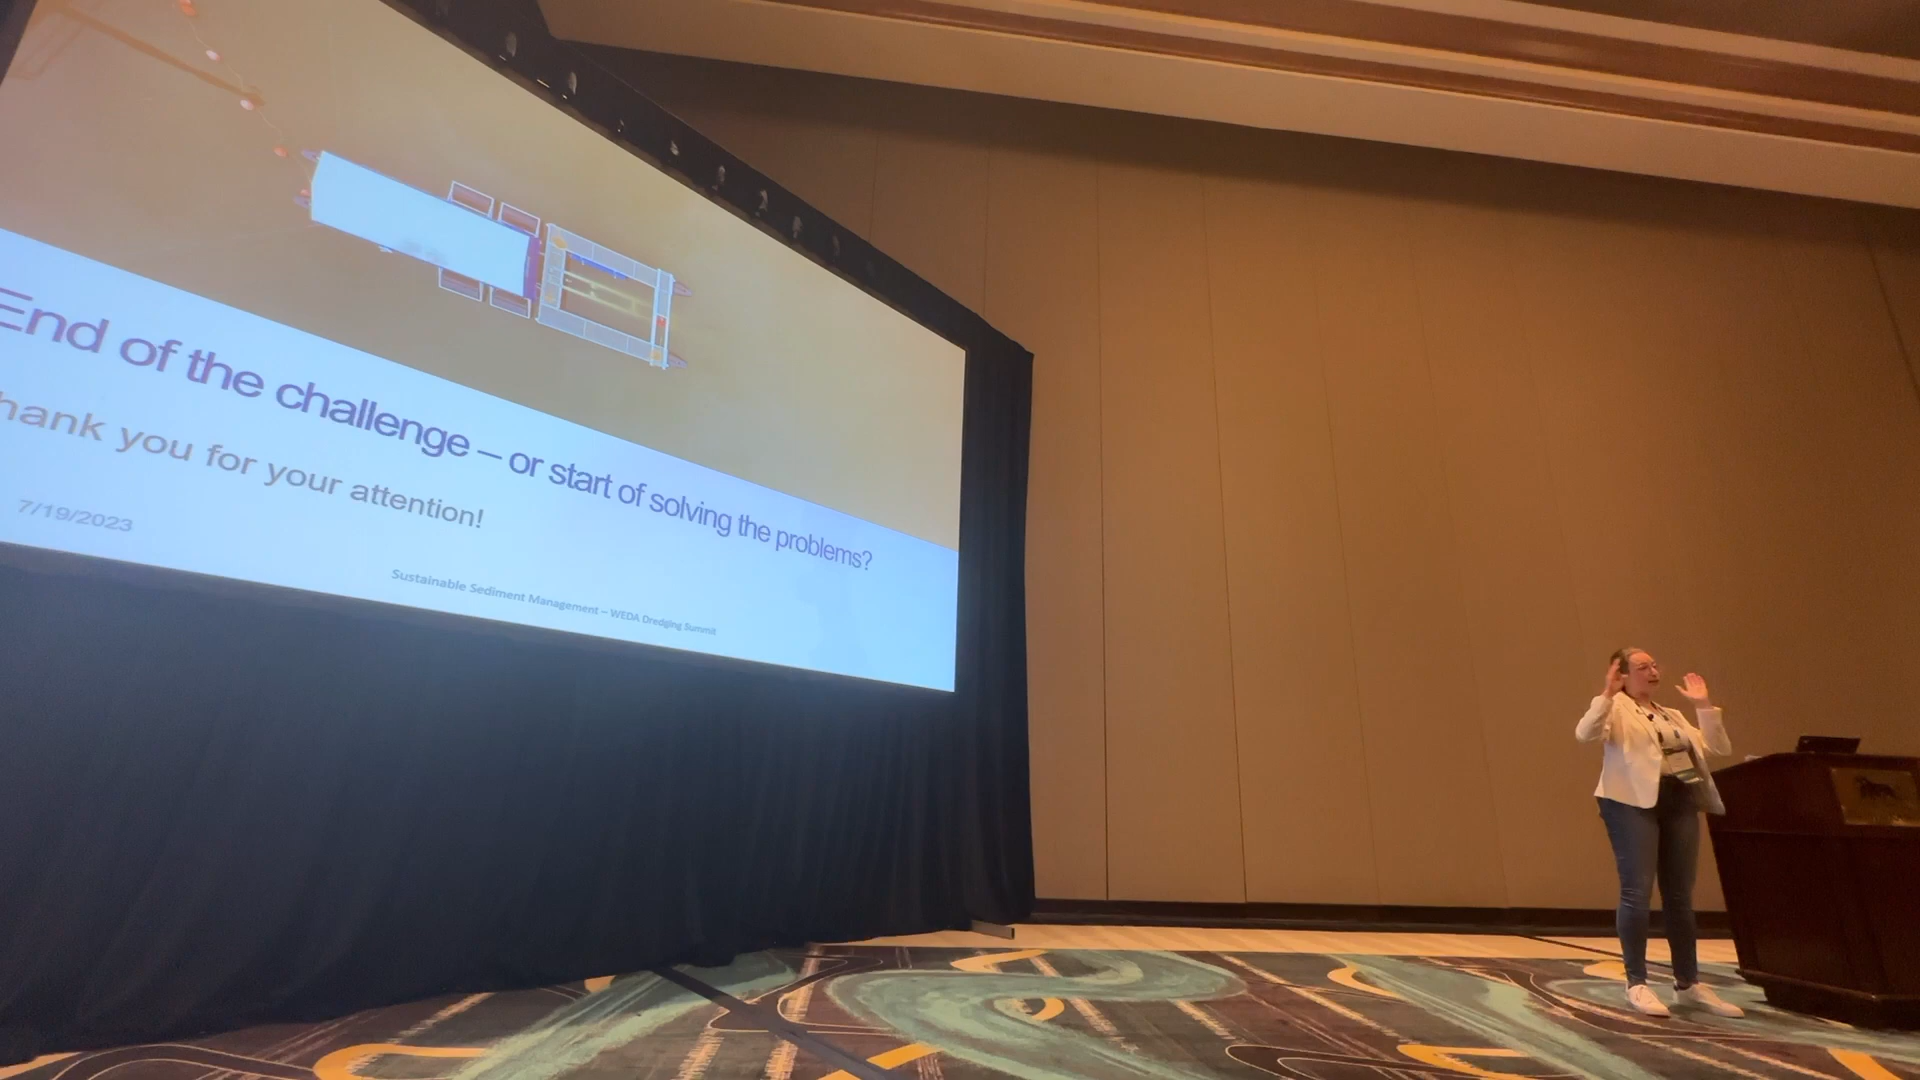 End of the challenge – or start of solving the problems?
hank you for your attention!
7/19/2023
Sustainable Sediment Management – WEDA Dredging Summit